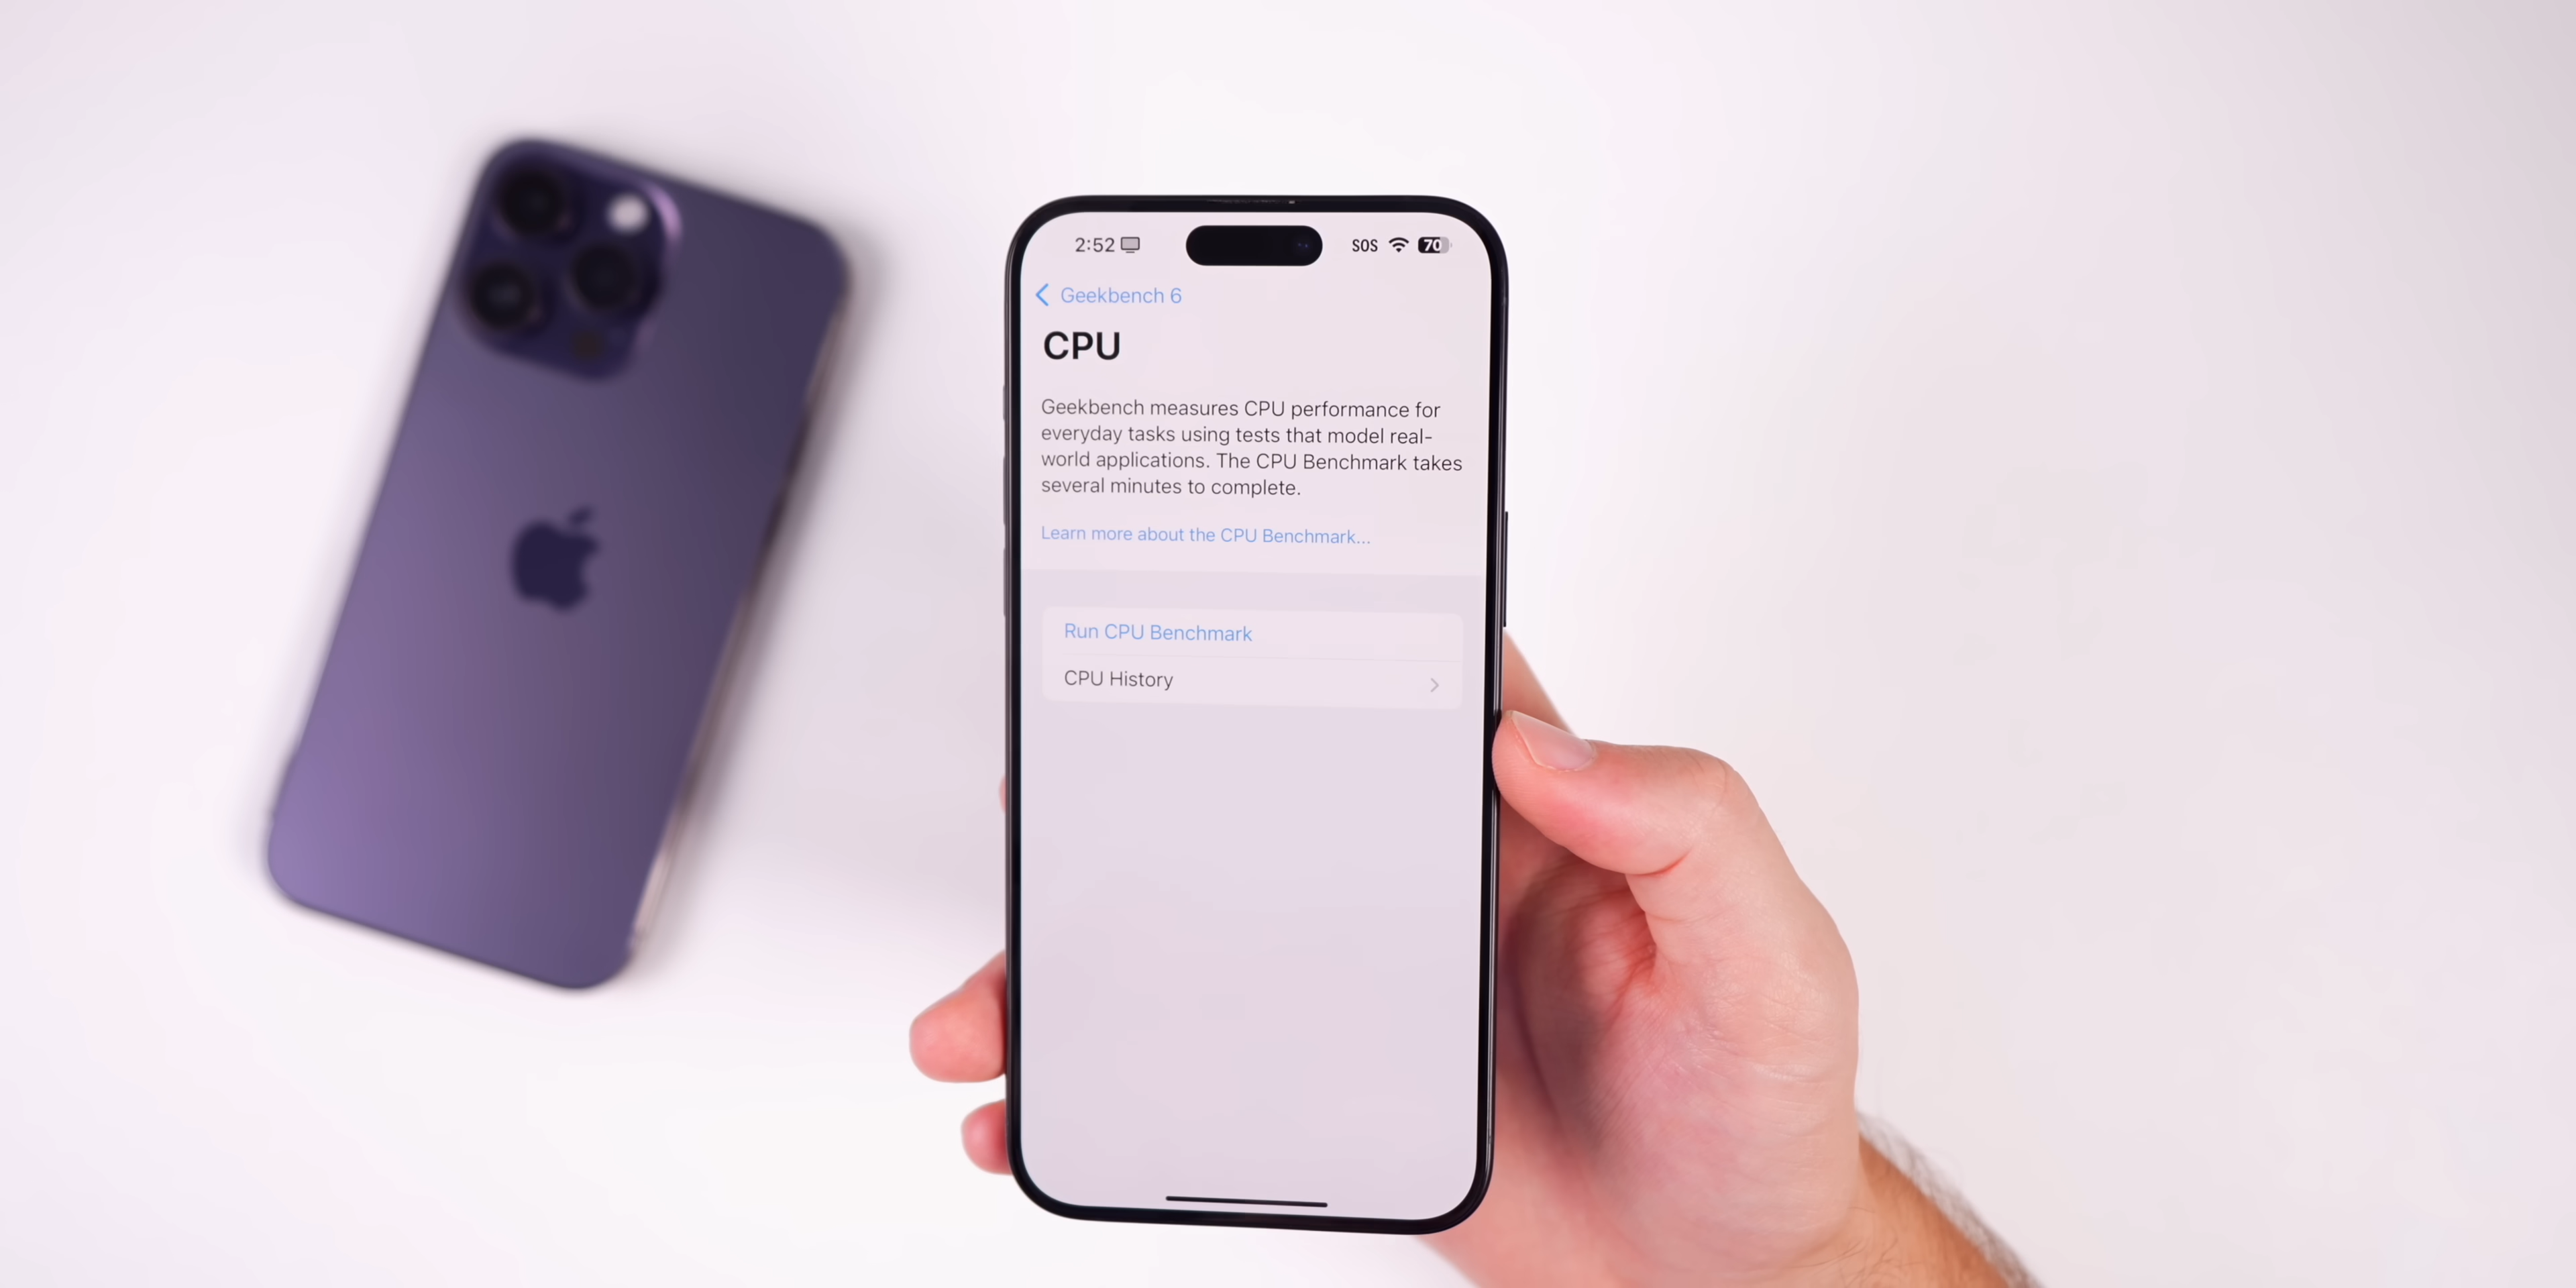 2:52 SOS 70
Geekbench 6
CPU
Geekbench measures CPU performance for
everyday tasks using tests that model real-
world applications. The CPU Benchmark takes
several minutes to complete.
Learn more about the CPU Benchmark...
Run CPU Benchmark
CPU History